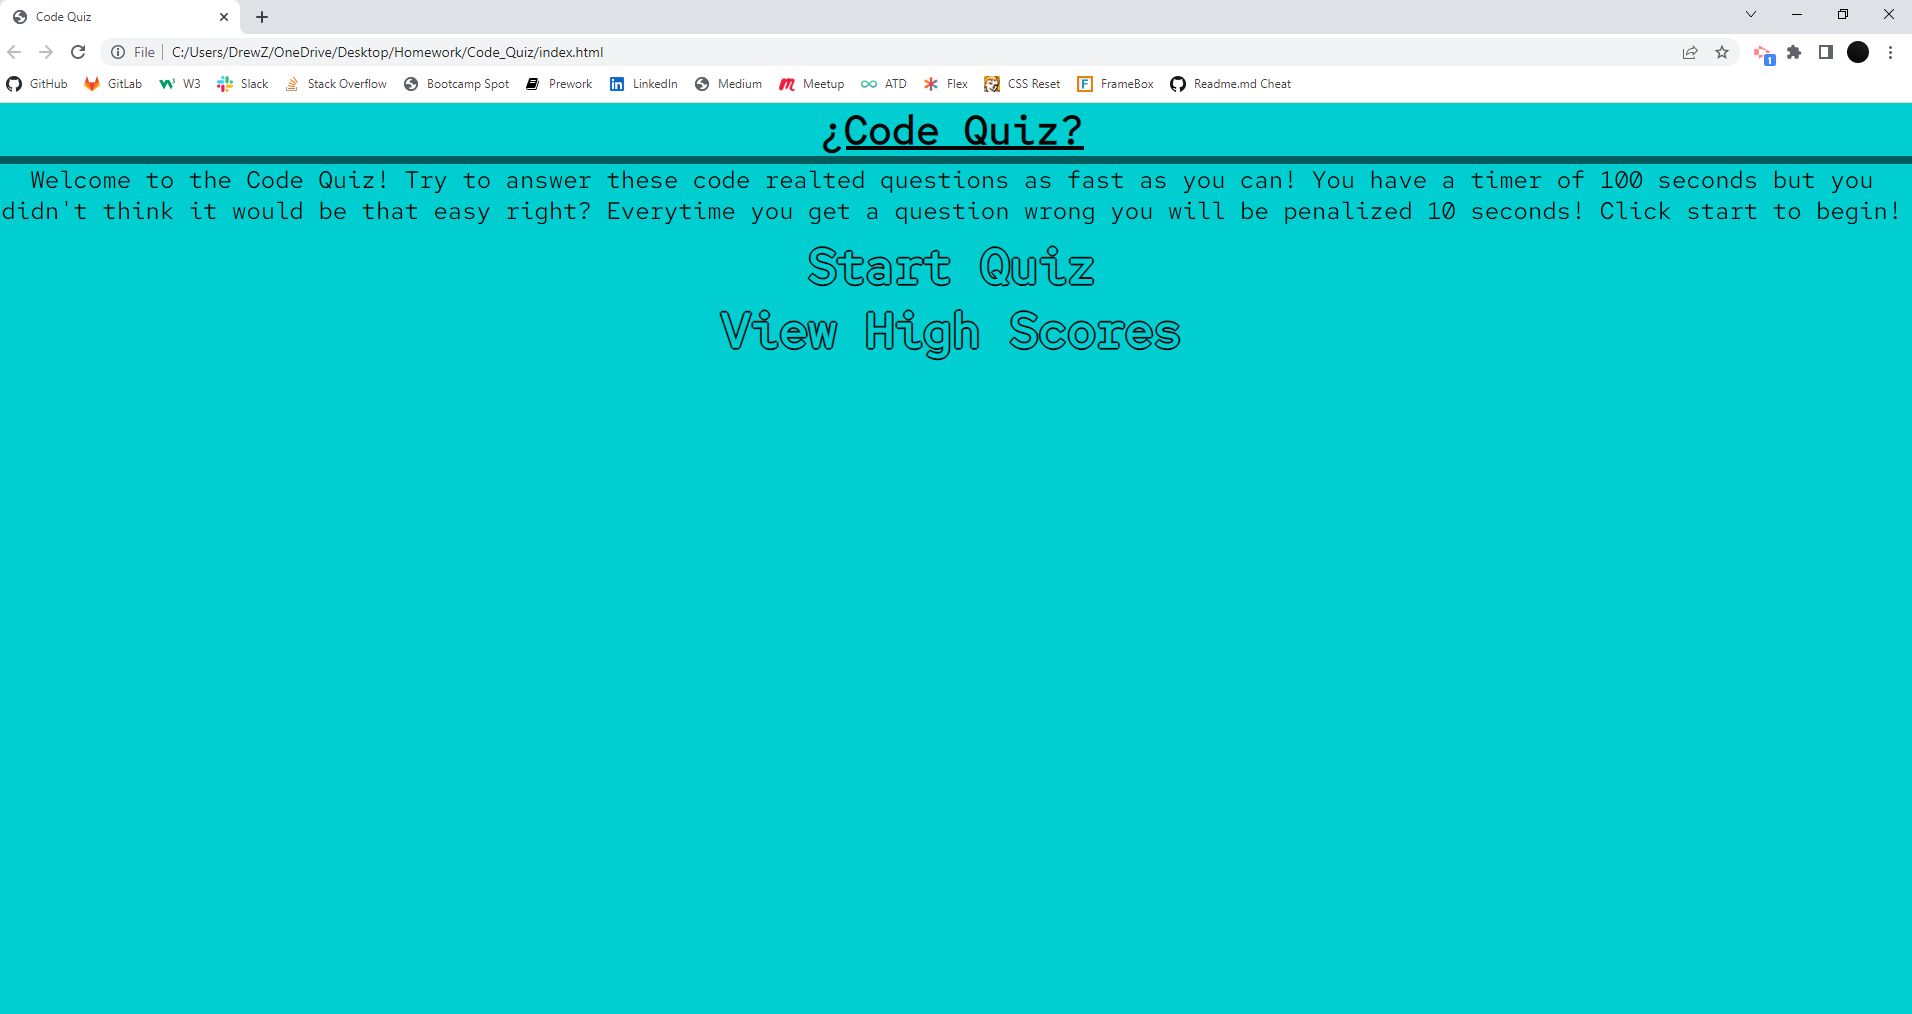 Code Quiz
File C:/Users/DrewZ/OneDrive/Desktop/Homework/Code_Quiz/index.html
1
GitHub GitLab W3 Slack Stack Overflow Bootcamp Spot Prework LinkedIn Medium Meetup ATD Flex CSS Reset FrameBox Readme.md Cheat
¿Code Quiz?
Welcome to the Code Quiz! Try to answer these code realted questions as fast as you can! You have a timer of 100 seconds but you
didn't think it would be that easy right? Everytime you get a question wrong you will be penalized 10 seconds! Click start to begin!
Start Quiz
View High Scores